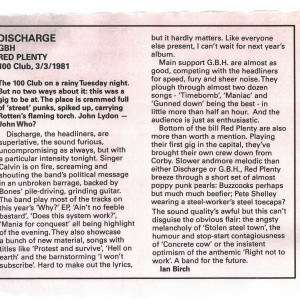 DISCHARGE
GBH
RED PLENTY
100 Club, 3/3/1981
The 100 Club on a rainy Tuesday night.
But no two ways about it: this was a
gig to be at. The place is crammed full
of 'street' punks, spiked up, carrying
Rotten's flaming torch. John Lydon —
John Who?
Discharge, the headliners, are
superlative, the sound furious,
uncompromising as always, but with
a particular intensity tonight. Singer
Calvin is on fire, screaming and
shouting the band's political message
in an unbroken barrage, backed by
Bones' pile-driving, grinding guitar.
The band play most of the tracks on
this year's 'Why?' EP, 'Ain't no feeble
bastard', 'Does this system work?',
'Mania for conquest' all being highlight
of the evening. They also showcase
a bunch of new material, songs with
titles like 'Protest and survive', 'Hell on
earth' and the barnstorming 'I won't
subscribe'. Hard to make out the lyrics,
but it hardly matters. Like everyone
else present, I can't wait for next year's
album.
Main support G.B.H. are almost as
good, competing with the headliners
for speed, fury and sheer noise. They
plough through almost two dozen
songs - 'Timebomb', 'Maniac' and
'Gunned down' being the best - in
little more than half an hour. And the
audience is just as enthusiastic.
Bottom of the bill Red Plenty are also
more than worth a mention. Playing
their first gig in the capital, they've
brought their own crew down from
Corby. Slower and more melodic than
either Discharge or G.B.H., Red Plenty
breeze through a short set of almost
poppy punk pearls: Buzzcocks perhaps
but much much beefier; Pete Shelley
wearing a steel-worker's steel toecaps?
The sound quality's awful but this can't
disguise the obvious flair: the angry
melancholy of 'Stolen steel town', the
humour and stop-start contagiousness
of 'Concrete cow' or the insistent
optimism of the anthemic 'Right not to
work'. A band for the future.
Ian Birch